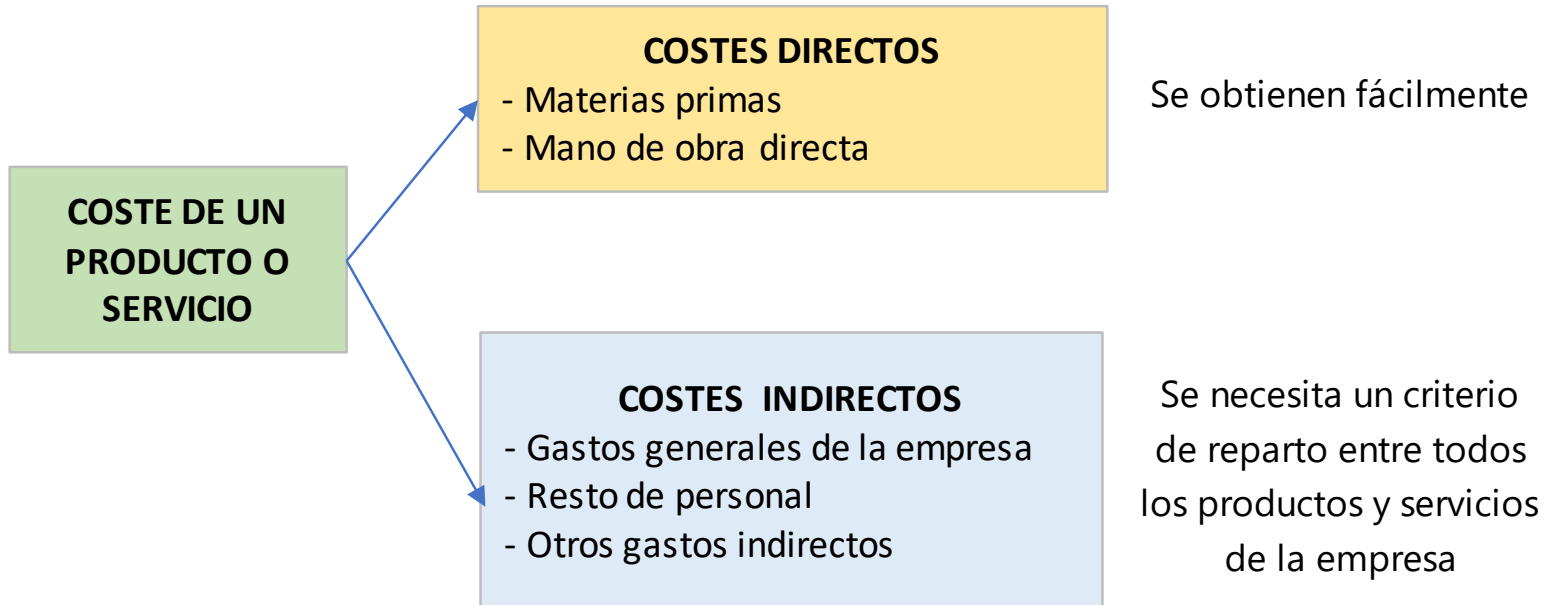 COSTE DE UN
PRODUCTO O
SERVICIO
COSTES DIRECTOS
- Materias primas
- Mano de obra directa
Se obtienen fácilmente
COSTES INDIRECTOS
- Gastos generales de la empresa
- Resto de personal
- Otros gastos indirectos
Se necesita un criterio
de reparto entre todos
los productos y servicios
de la empresa